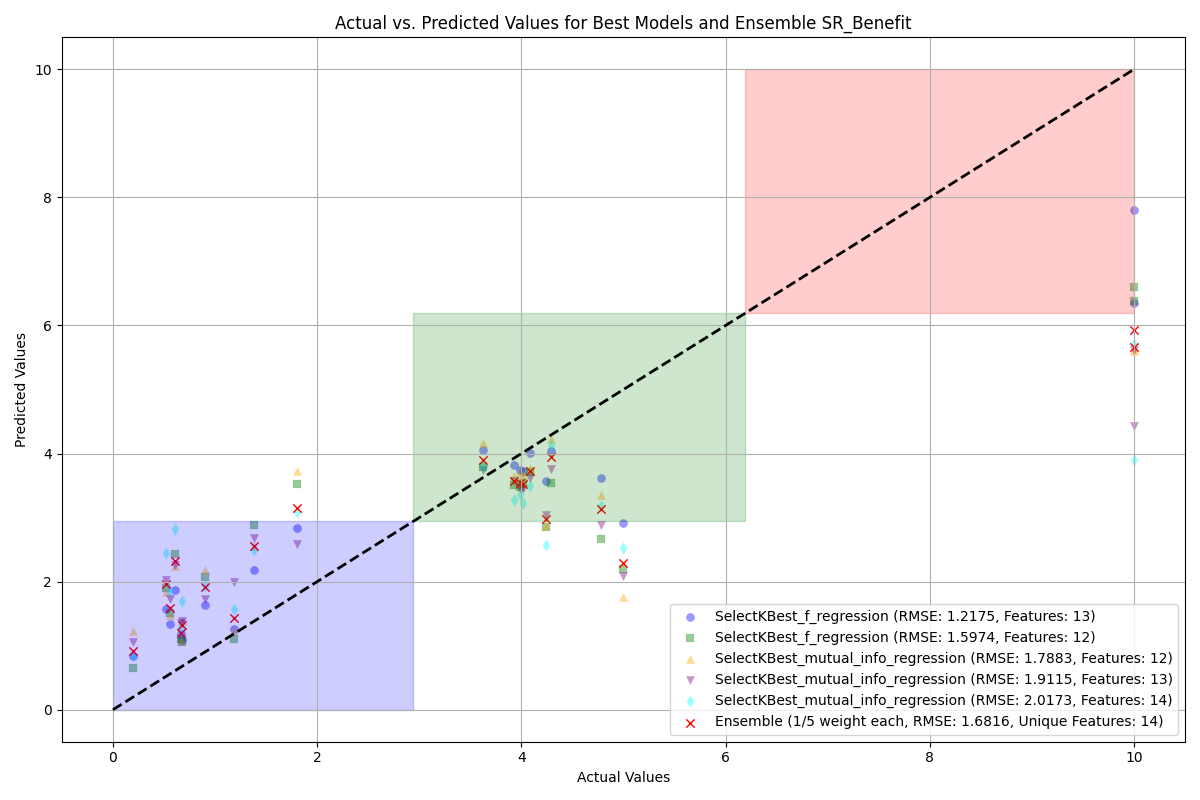 Actual vs. Predicted Values for Best Models and Ensemble SR_Benefit
Predicted Values
10
8
6
4
2
0
SelectKBest_f_regression (RMSE: 1.2175, Features: 13)
SelectKBest_f_regression (RMSE: 1.5974, Features: 12)
SelectKBest_mutual_info_regression (RMSE: 1.7883, Features: 12)
SelectKBest_mutual_info_regression (RMSE: 1.9115, Features: 13)
SelectKBest_mutual_info_regression (RMSE: 2.0173, Features: 14)
Ensemble (1/5 weight each, RMSE: 1.6816, Unique Features: 14)
0 2 4 6 8 10
Actual Values